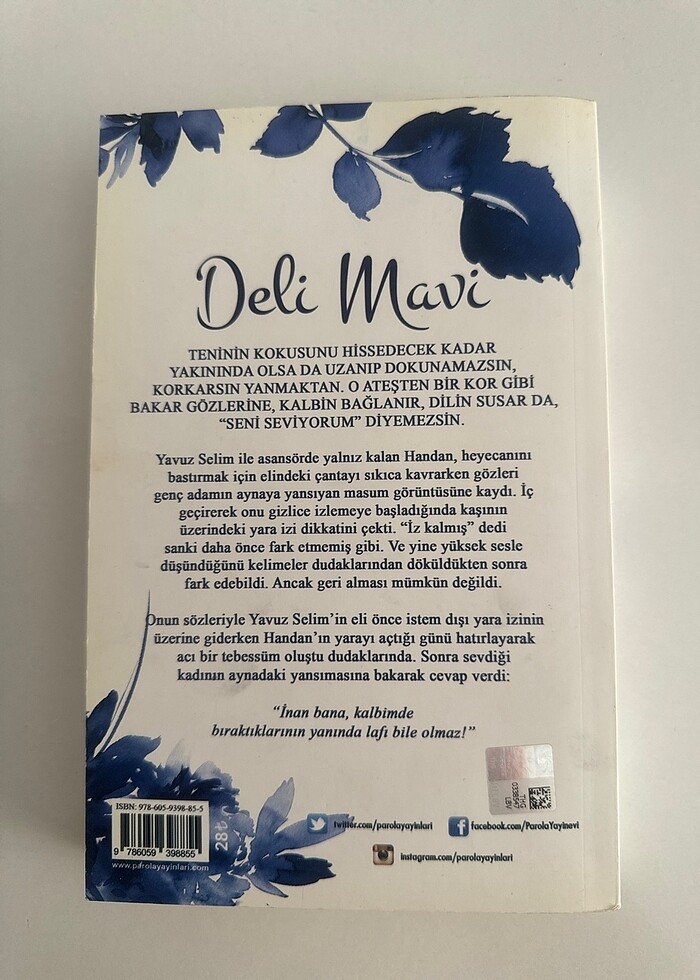 Deli Mavi
TENİNİN KOKUSUNU HİSSEDECEK KADAR
YAKININDA OLSA DA UZANIP DOKUNAMAZSIN,
KORKARSIN YANMAKTAN. O ATEŞTEN BİR KOR GİBİ
BAKAR GÖZLERİNE, KALBİN BAĞLANIR, DİLİN SUSAR DA,
“SENİ SEVİYORUM” DİYEMEZSİN.
Yavuz Selim ile asansörde yalnız kalan Handan, heyecanını
bastırmak için elindeki çantayı sıkıca kavrarken gözleri
genç adamın aynaya yansıyan masum görüntüsüne kaydı. İç
geçirerek onu gizlice izlemeye başladığında kaşının
üzerindeki yara izi dikkatini çekti. “İz kalmış” dedi
sanki daha önce fark etmemiş gibi. Ve yine yüksek sesle
düşündüğünü kelimeler dudaklarından döküldükten sonra
fark edebildi. Ancak geri alması mümkün değildi.
Onun sözleriyle Yavuz Selim’in eli önce istem dışı yara izinin
üzerine giderken Handan’ın yarayı açtığı günü hatırlayarak
acı bir tebessüm oluştu dudaklarında. Sonra sevdiği
kadının aynadaki yansımasına bakarak cevap verdi:
“İnan bana, kalbimde
bıraktıklarının yanında lafı bile olmaz!”
THG
0338547
LBV
ISBN: 978-605-9398-85-5
9 786059 398855
28₺
www.parolayayinlari.com
twitter.com/parolayayinlari
facebook.com/ParolaYayinevi
instagram.com/parolayayinlari